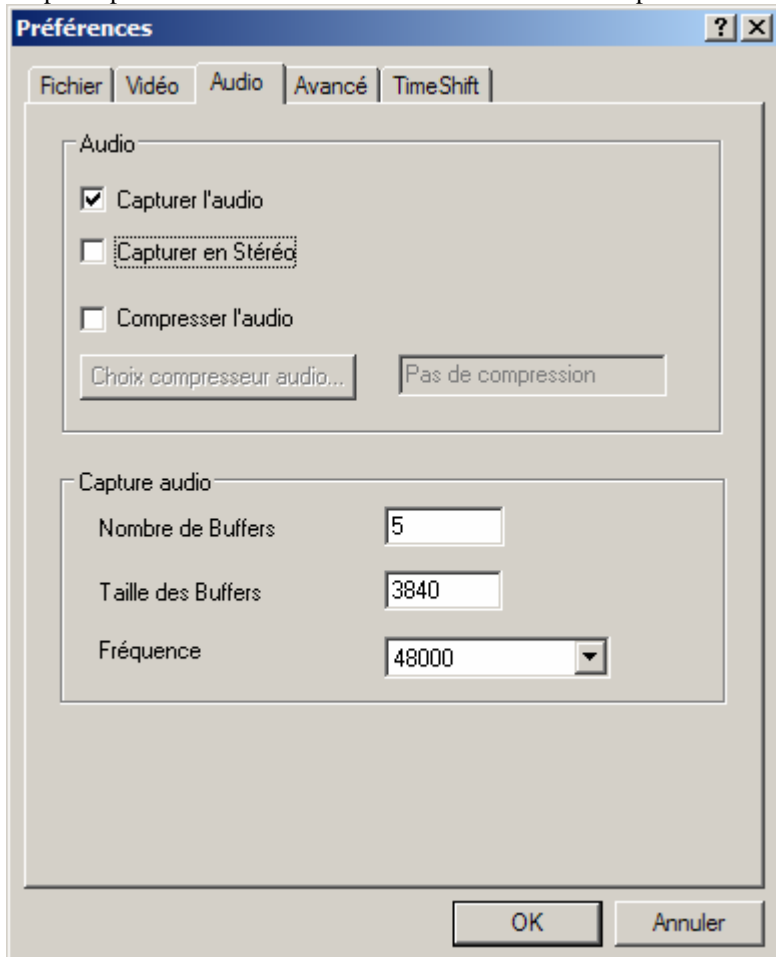 Préférences
Fichier Vidéo Audio Avancé TimeShift
Audio
Capturer l'audio
Capturer en Stéréo
Compresser l'audio
Choix compresseur audio... Pas de compression
Capture audio
Nombre de Buffers 5
Taille des Buffers 3840
Fréquence 48000
OK Annuler